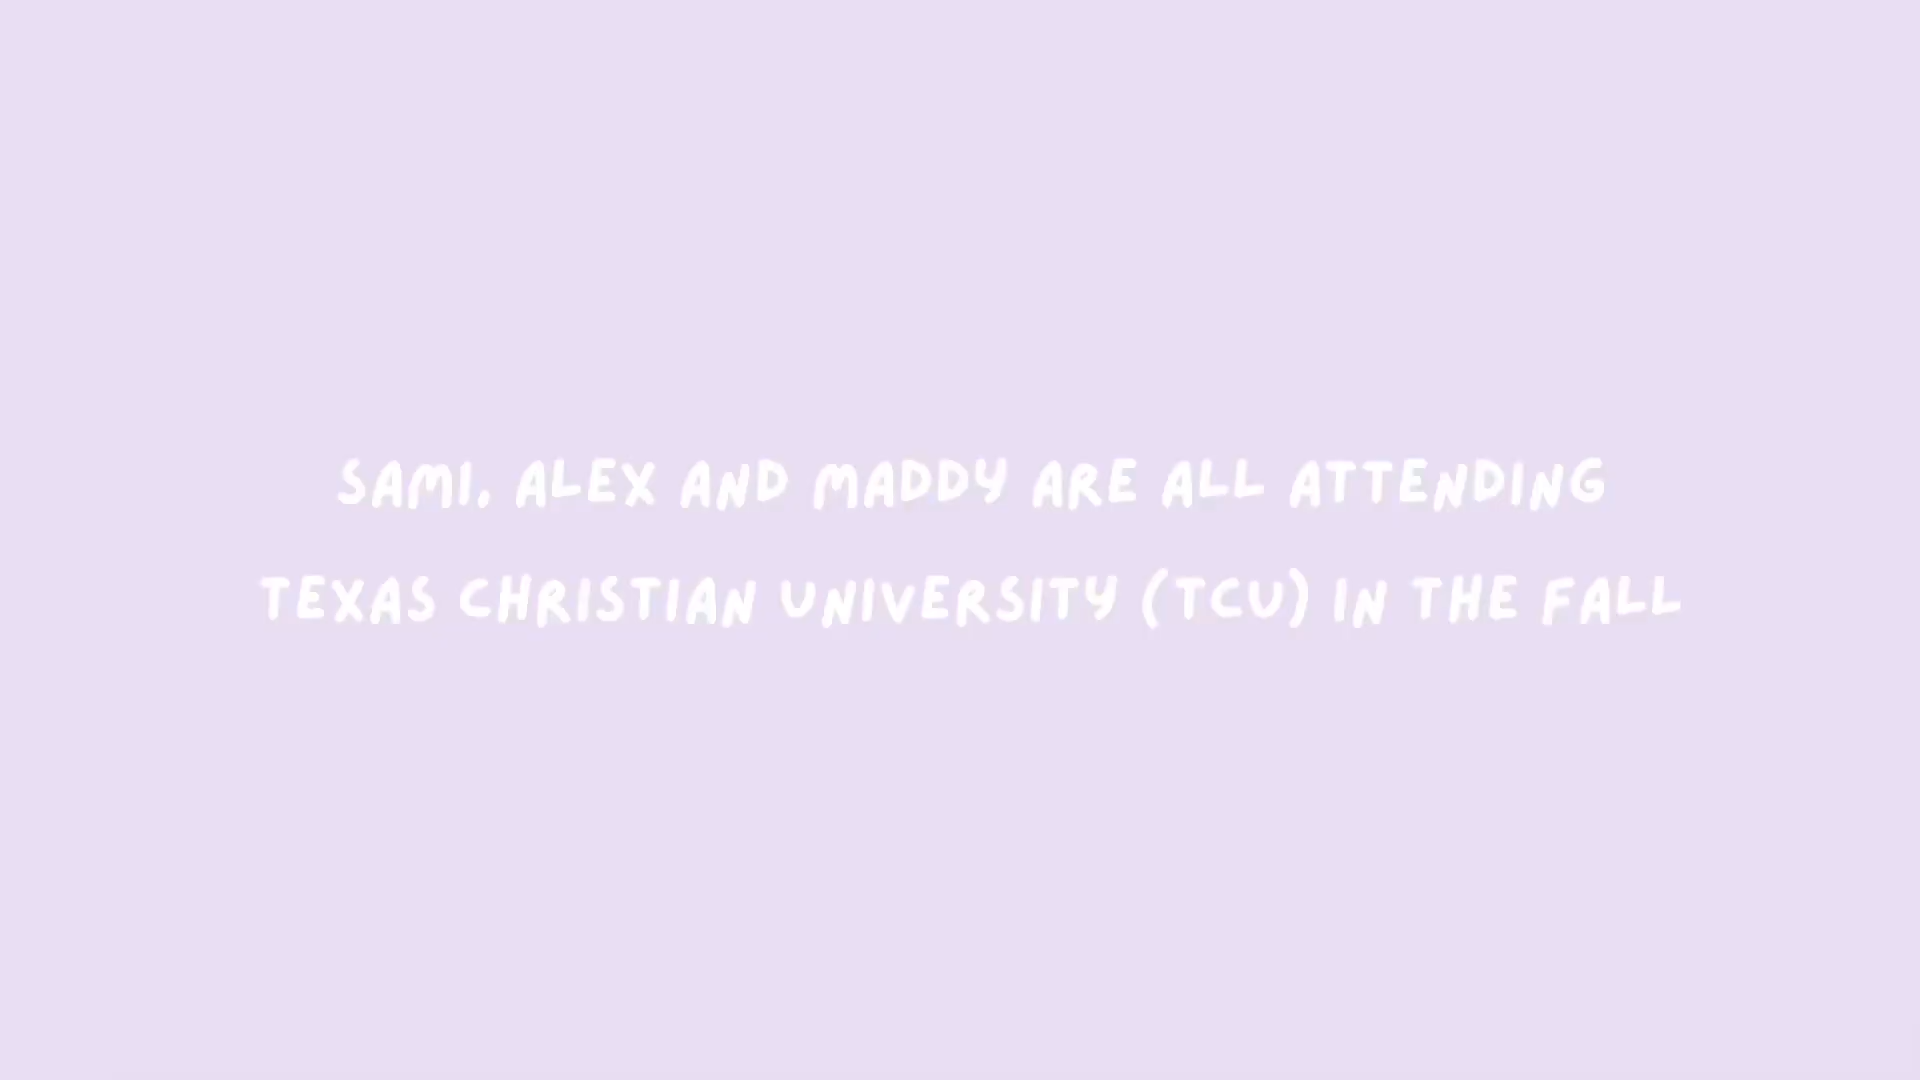 SAMI, ALEX AND MADDY ARE ALL ATTENDING
TEXAS CHRISTIAN UNIVERSITY (TCU) IN THE FALL